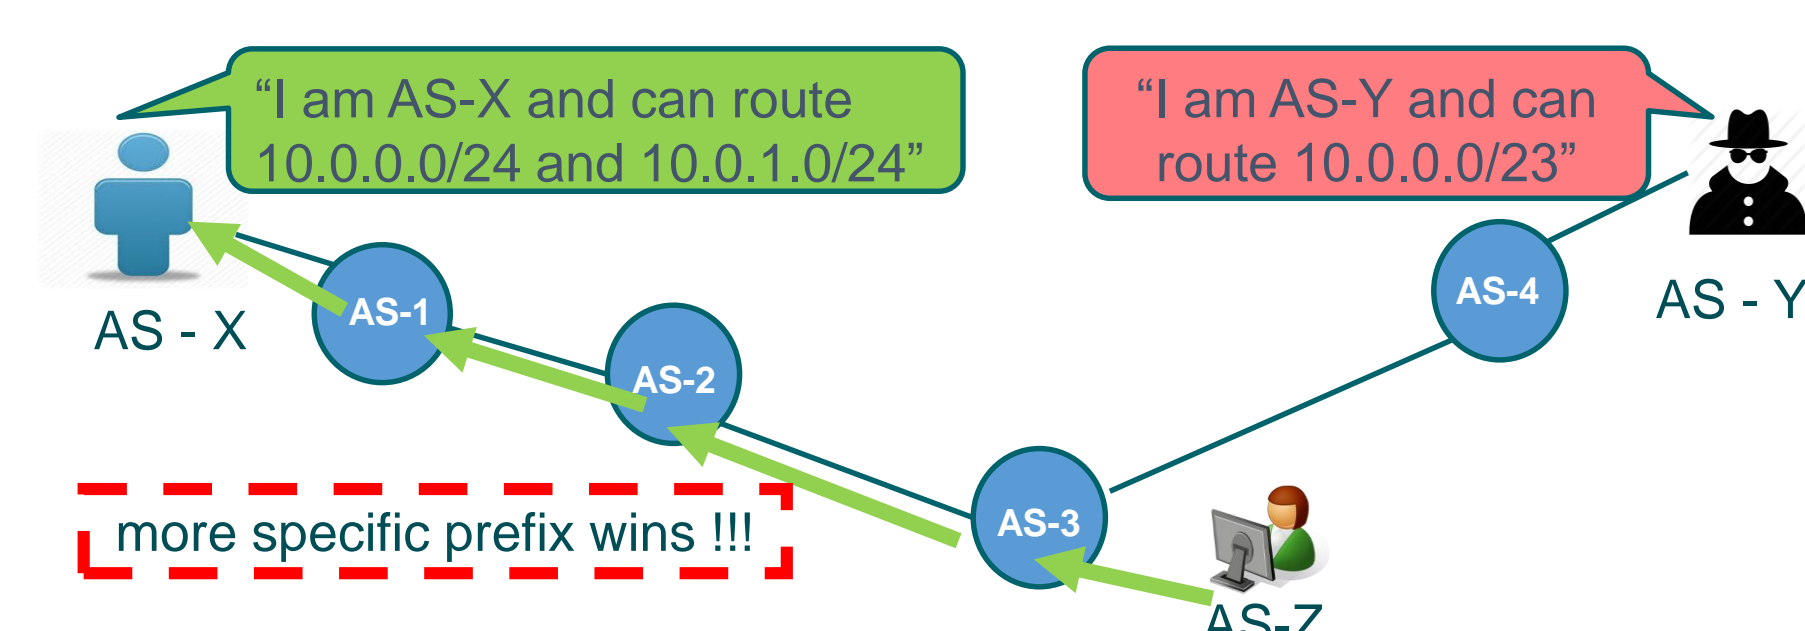 “I am AS-X and can route
10.0.0.0/24 and 10.0.1.0/24”
“I am AS-Y and can
route 10.0.0.0/23”
AS - X
AS-1
AS-2
AS-3
AS-4
AS - Y
more specific prefix wins !!!
AS-Z